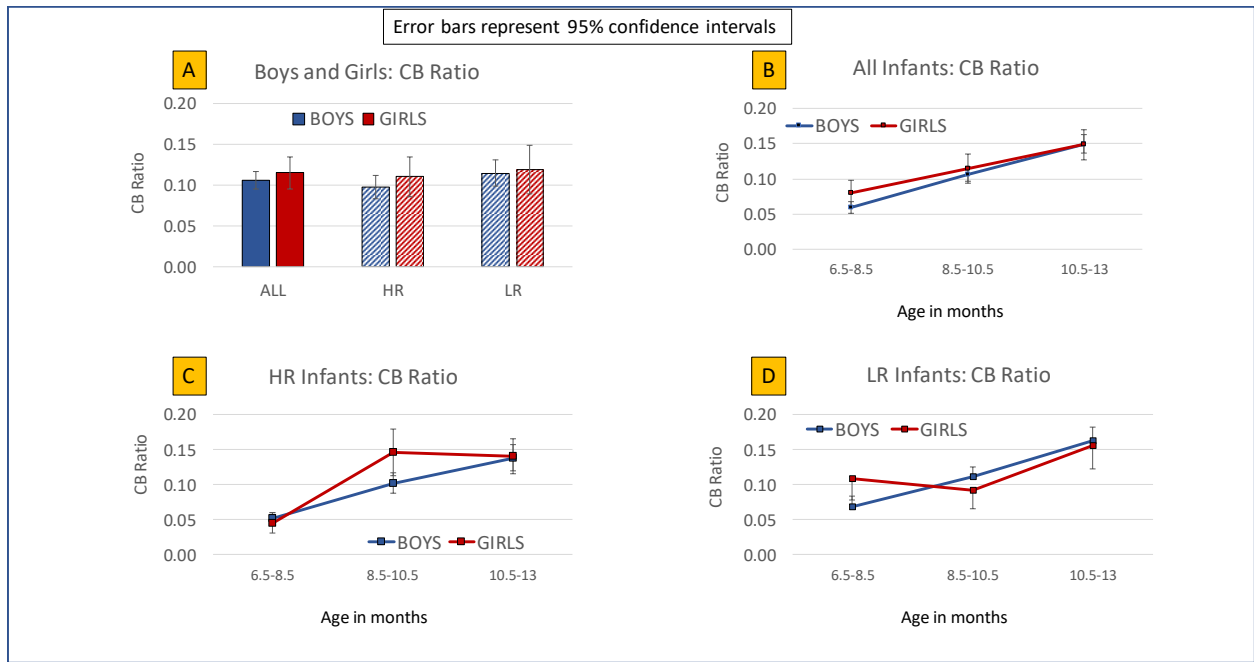 Error bars represent 95% confidence intervals
A
Boys and Girls: CB Ratio
0.20
BOYS GIRLS
0.15
0.10
0.05
0.00
CB Ratio
ALL HR LR
B
All Infants: CB Ratio
0.20
BOYS GIRLS
0.15
0.10
0.05
0.00
CB Ratio
6.5-8.5 8.5-10.5 10.5-13
Age in months
C
HR Infants: CB Ratio
0.20
0.15
0.10
0.05
0.00
CB Ratio
BOYS GIRLS
6.5-8.5 8.5-10.5 10.5-13
Age in months
D
LR Infants: CB Ratio
0.20
BOYS GIRLS
0.15
0.10
0.05
0.00
CB Ratio
6.5-8.5 8.5-10.5 10.5-13
Age in months